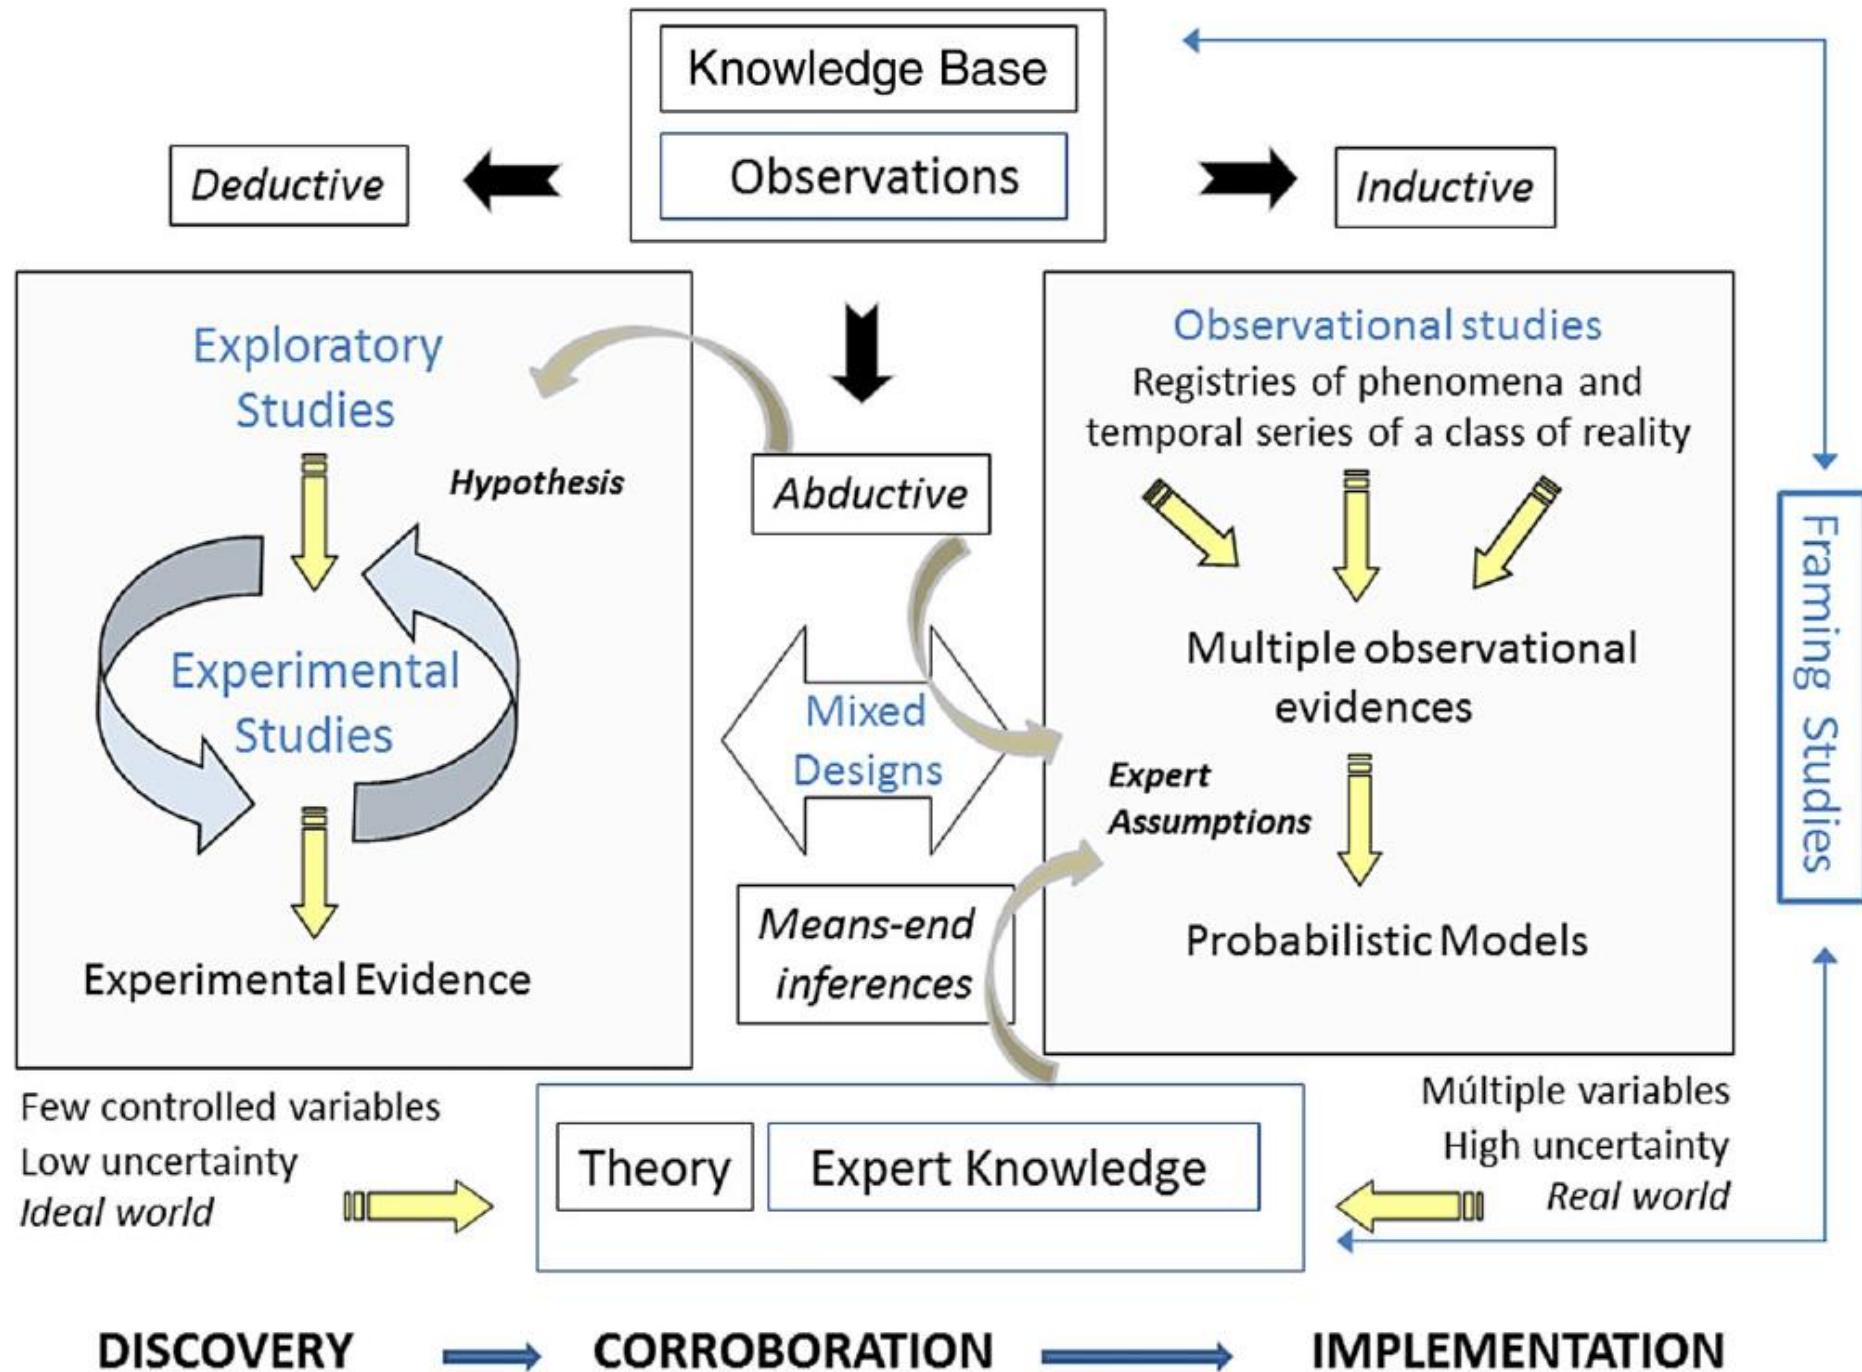 Knowledge Base
Observations
Deductive
Inductive
Exploratory
Studies
Hypothesis
Experimental
Studies
Experimental Evidence
Abductive
Mixed
Designs
Means-end
inferences
Observational studies
Registries of phenomena and
temporal series of a class of reality
Multiple observational
evidences
Expert
Assumptions
Probabilistic Models
Framing Studies
Few controlled variables
Low uncertainty
Ideal world
Theory
Expert Knowledge
Múltiple variables
High uncertainty
Real world
DISCOVERY
CORROBORATION
IMPLEMENTATION